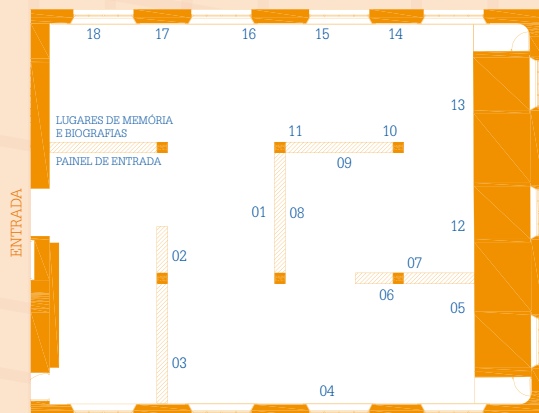 18 17 16 15 14
13
LUGARES DE MEMÓRIA
E BIOGRAFIAS
11 10
PAINEL DE ENTRADA
09
ENTRADA
01 08
12
02
07
06
05
03
04